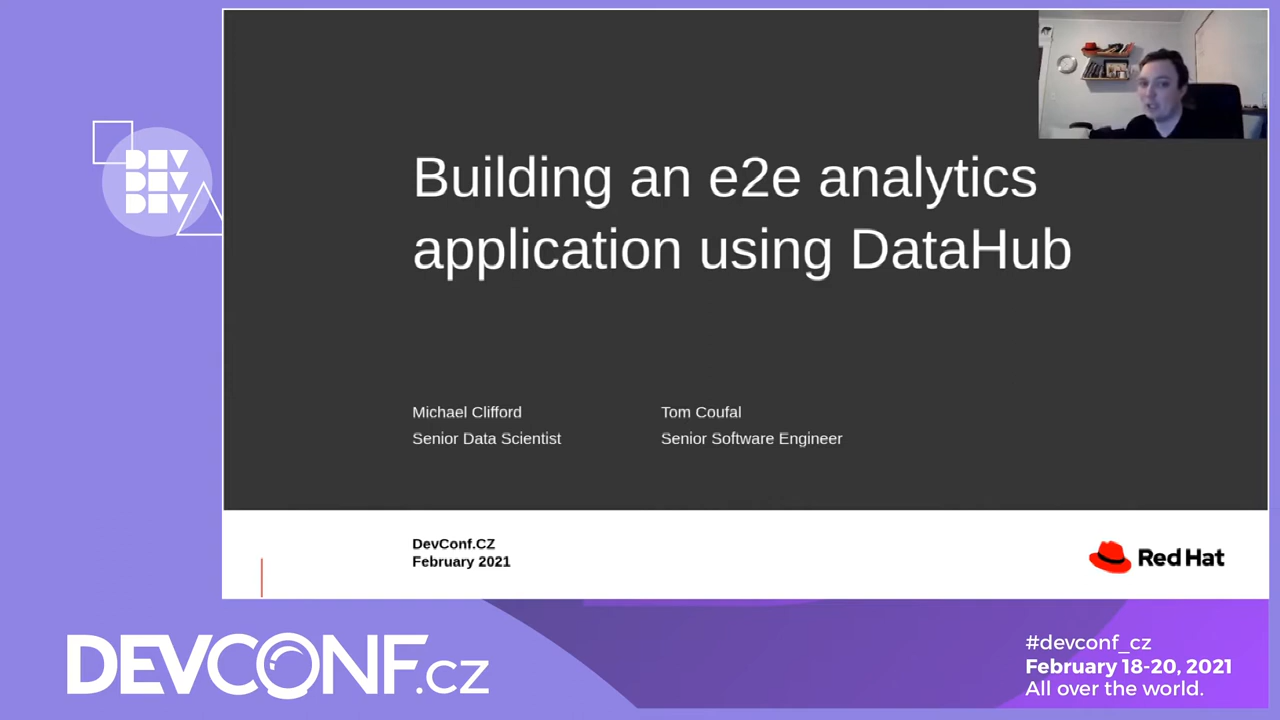 DEV
DEV
DEV
Building an e2e analytics
application using DataHub
Michael Clifford
Senior Data Scientist
Tom Coufal
Senior Software Engineer
DevConf.CZ
February 2021
Red Hat
DEVCONF.cz
#devconf_cz
February 18-20, 2021
All over the world.